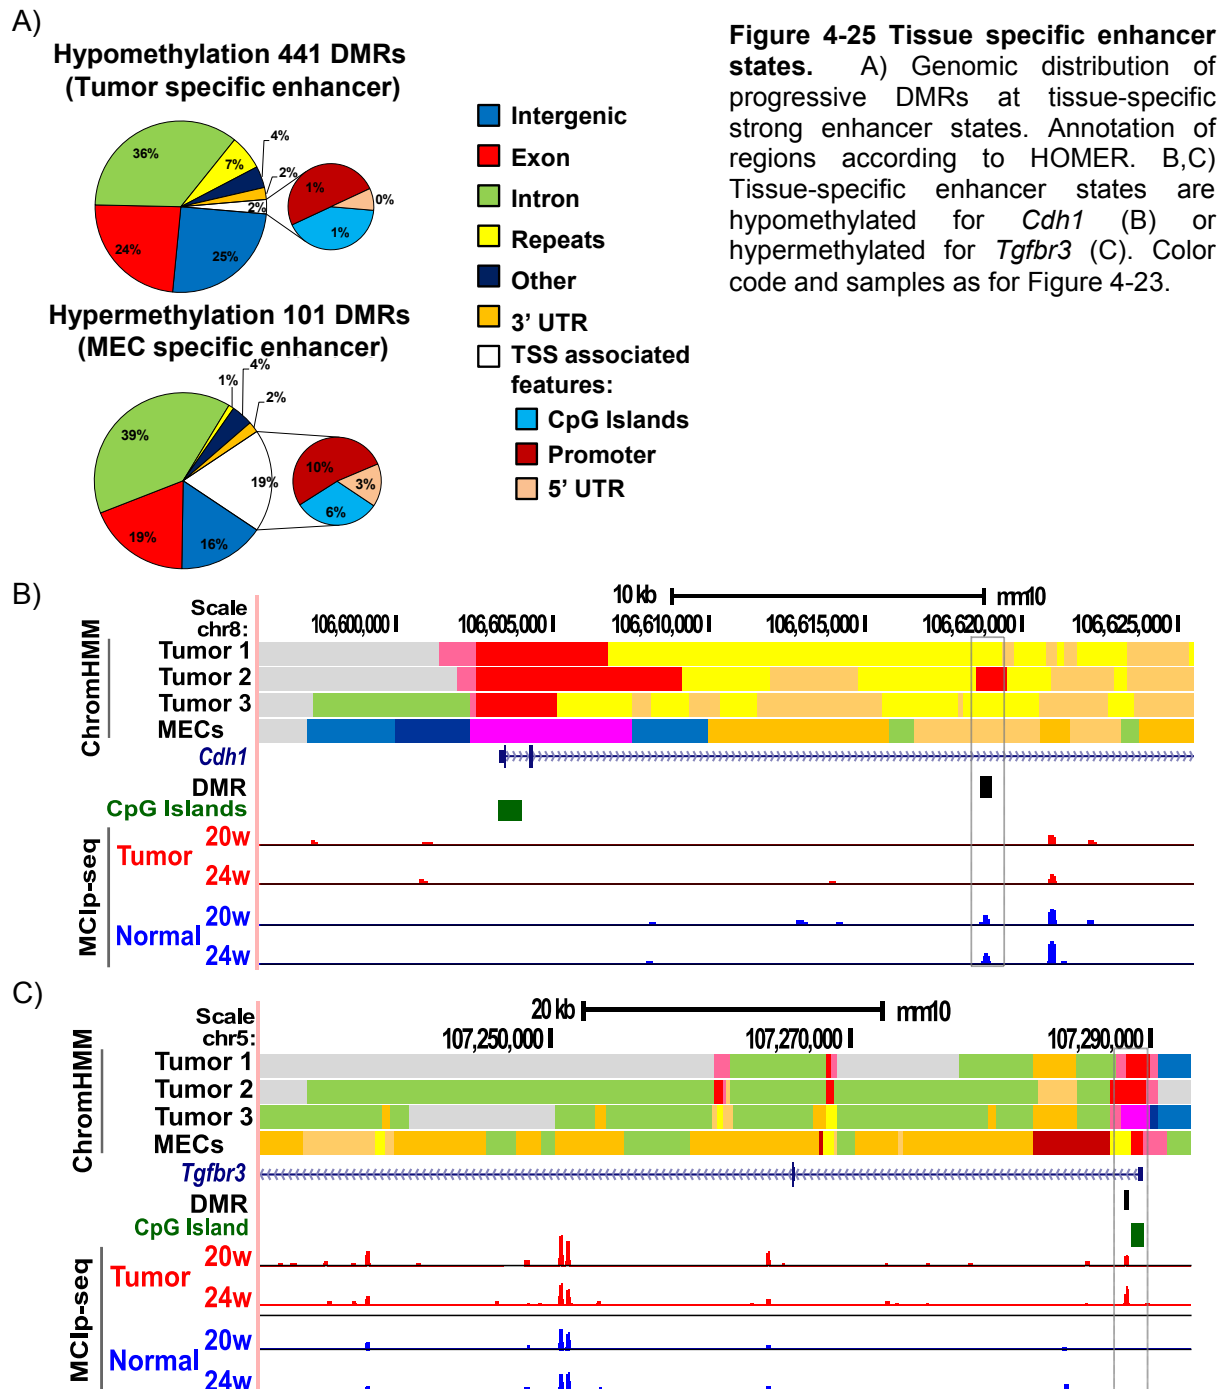 A)
Hypomethylation 441 DMRs
(Tumor specific enhancer)
36%
7%
4%
2%
2%
24%
25%
1%
0%
1%
Hypermethylation 101 DMRs
(MEC specific enhancer)
1%
4%
2%
39%
19%
19%
16%
10%
3%
6%
Intergenic
Exon
Intron
Repeats
Other
3’ UTR
TSS associated
features:
CpG Islands
Promoter
5’ UTR
Figure 4-25 Tissue specific enhancer
states. A) Genomic distribution of
progressive DMRs at tissue-specific
strong enhancer states. Annotation of
regions according to HOMER. B,C)
Tissue-specific enhancer states are
hypomethylated for Cdh1 (B) or
hypermethylated for Tgfbr3 (C). Color
code and samples as for Figure 4-23.
B)
Scale 10 kb mm10
chr8: 106,600,000 106,605,000 106,610,000 106,615,000 106,620,000 106,625,000
ChromHMM
Tumor 1
Tumor 2
Tumor 3
MECs
Cdh1
DMR
CpG Islands
MCIp-seq
Tumor
20w
24w
Normal
20w
24w
C)
Scale 20 kb mm10
chr5: 107,250,000 107,270,000 107,290,000
ChromHMM
Tumor 1
Tumor 2
Tumor 3
MECs
Tgfbr3
DMR
CpG Island
MCIp-seq
Tumor
20w
24w
Normal
20w
24w